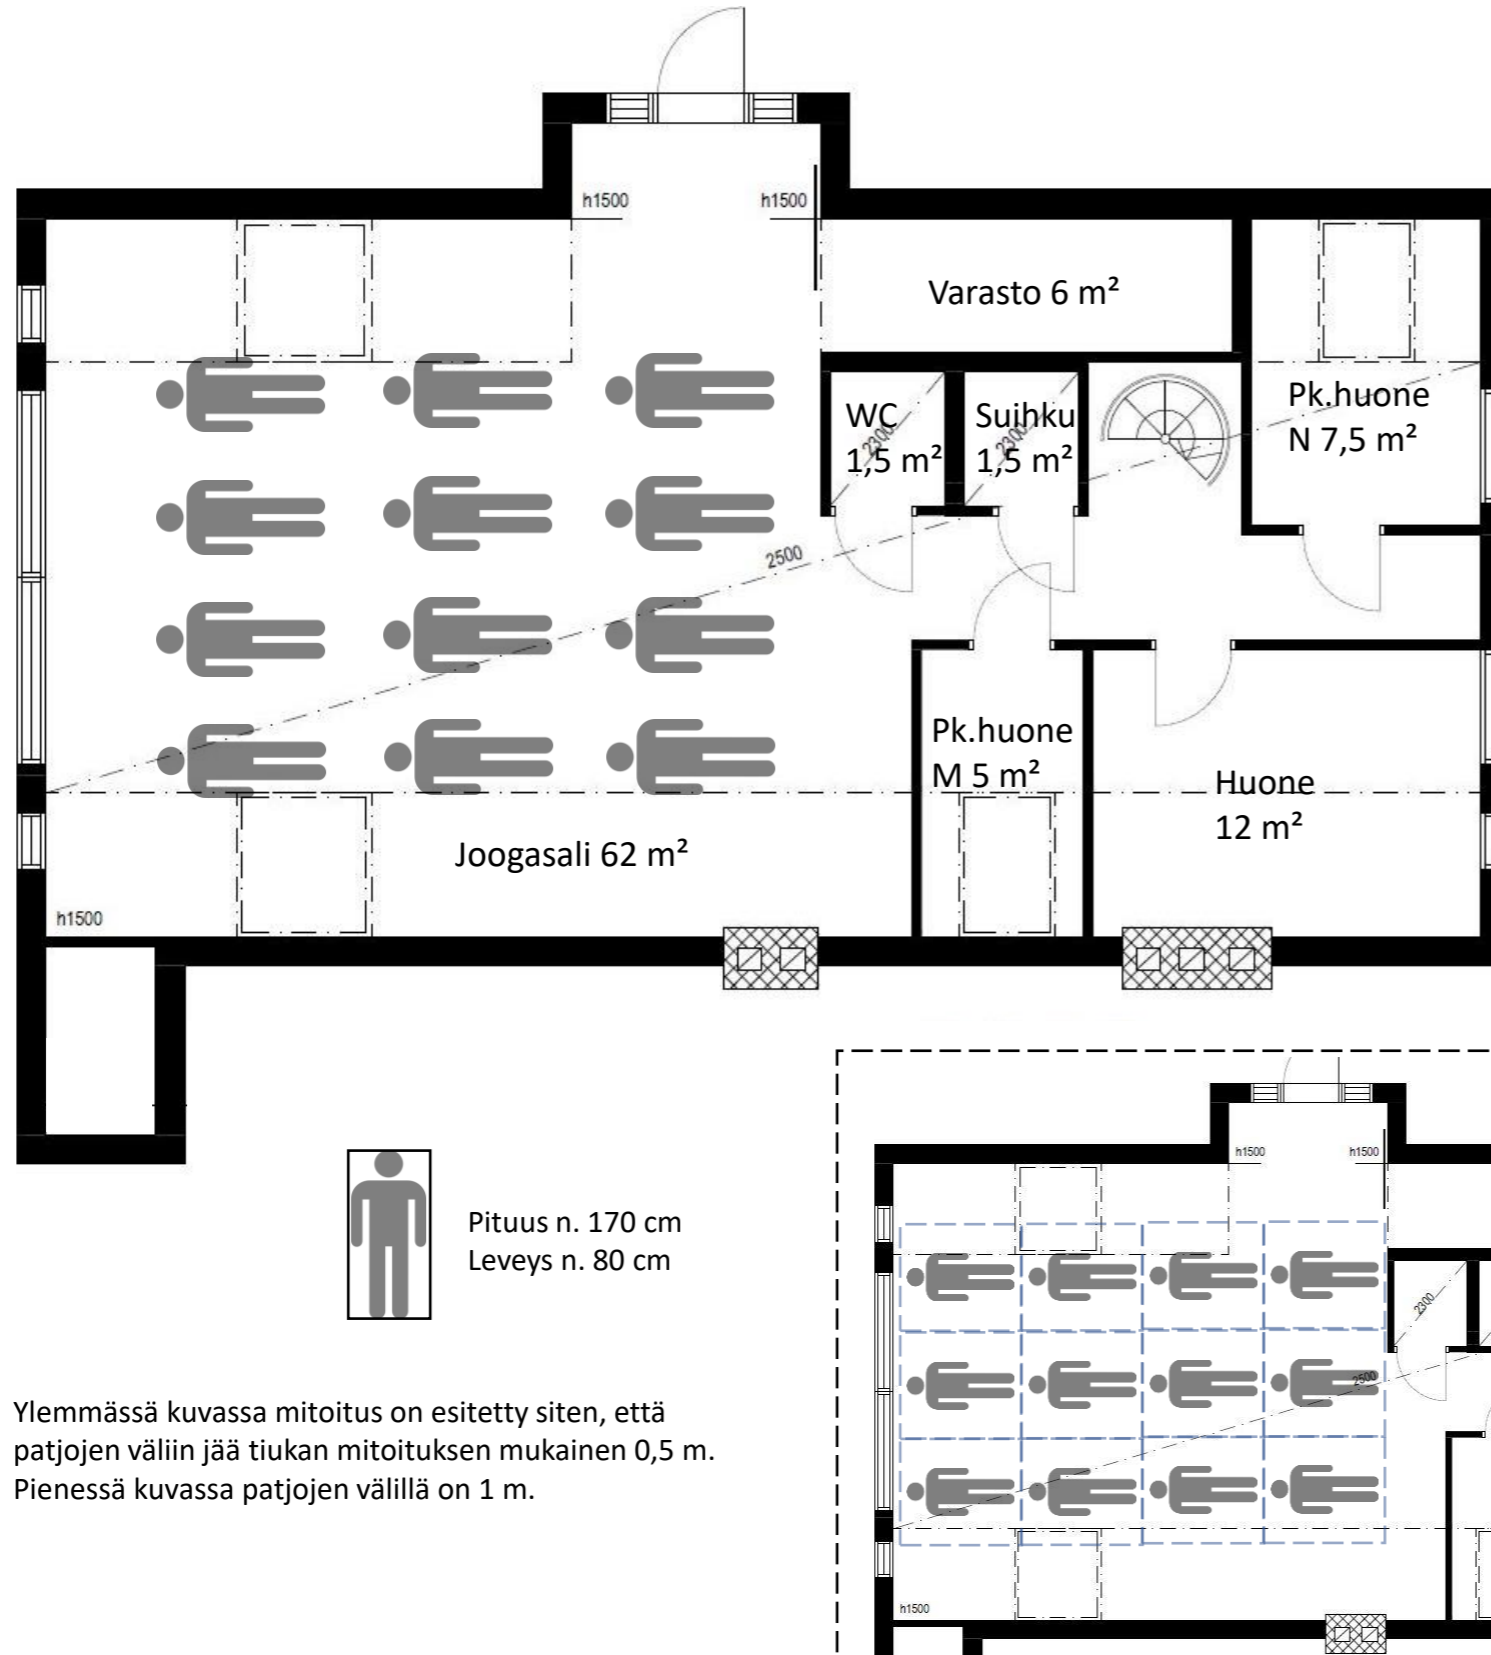 h1500
h1500
Varasto 6 m²
Pk.huone
N 7,5 m²
WC
2300
1,5 m²
Suihku
2300
1,5 m²
2500
Pk.huone
M 5 m²
Huone
12 m²
Joogasali 62 m²
h1500
Pituus n. 170 cm
Leveys n. 80 cm
Ylemmässä kuvassa mitoitus on esitetty siten, että
patjojen väliin jää tiukan mitoituksen mukainen 0,5 m.
Pienessä kuvassa patjojen välillä on 1 m.
h1500
h1500
2300
2500
h1500